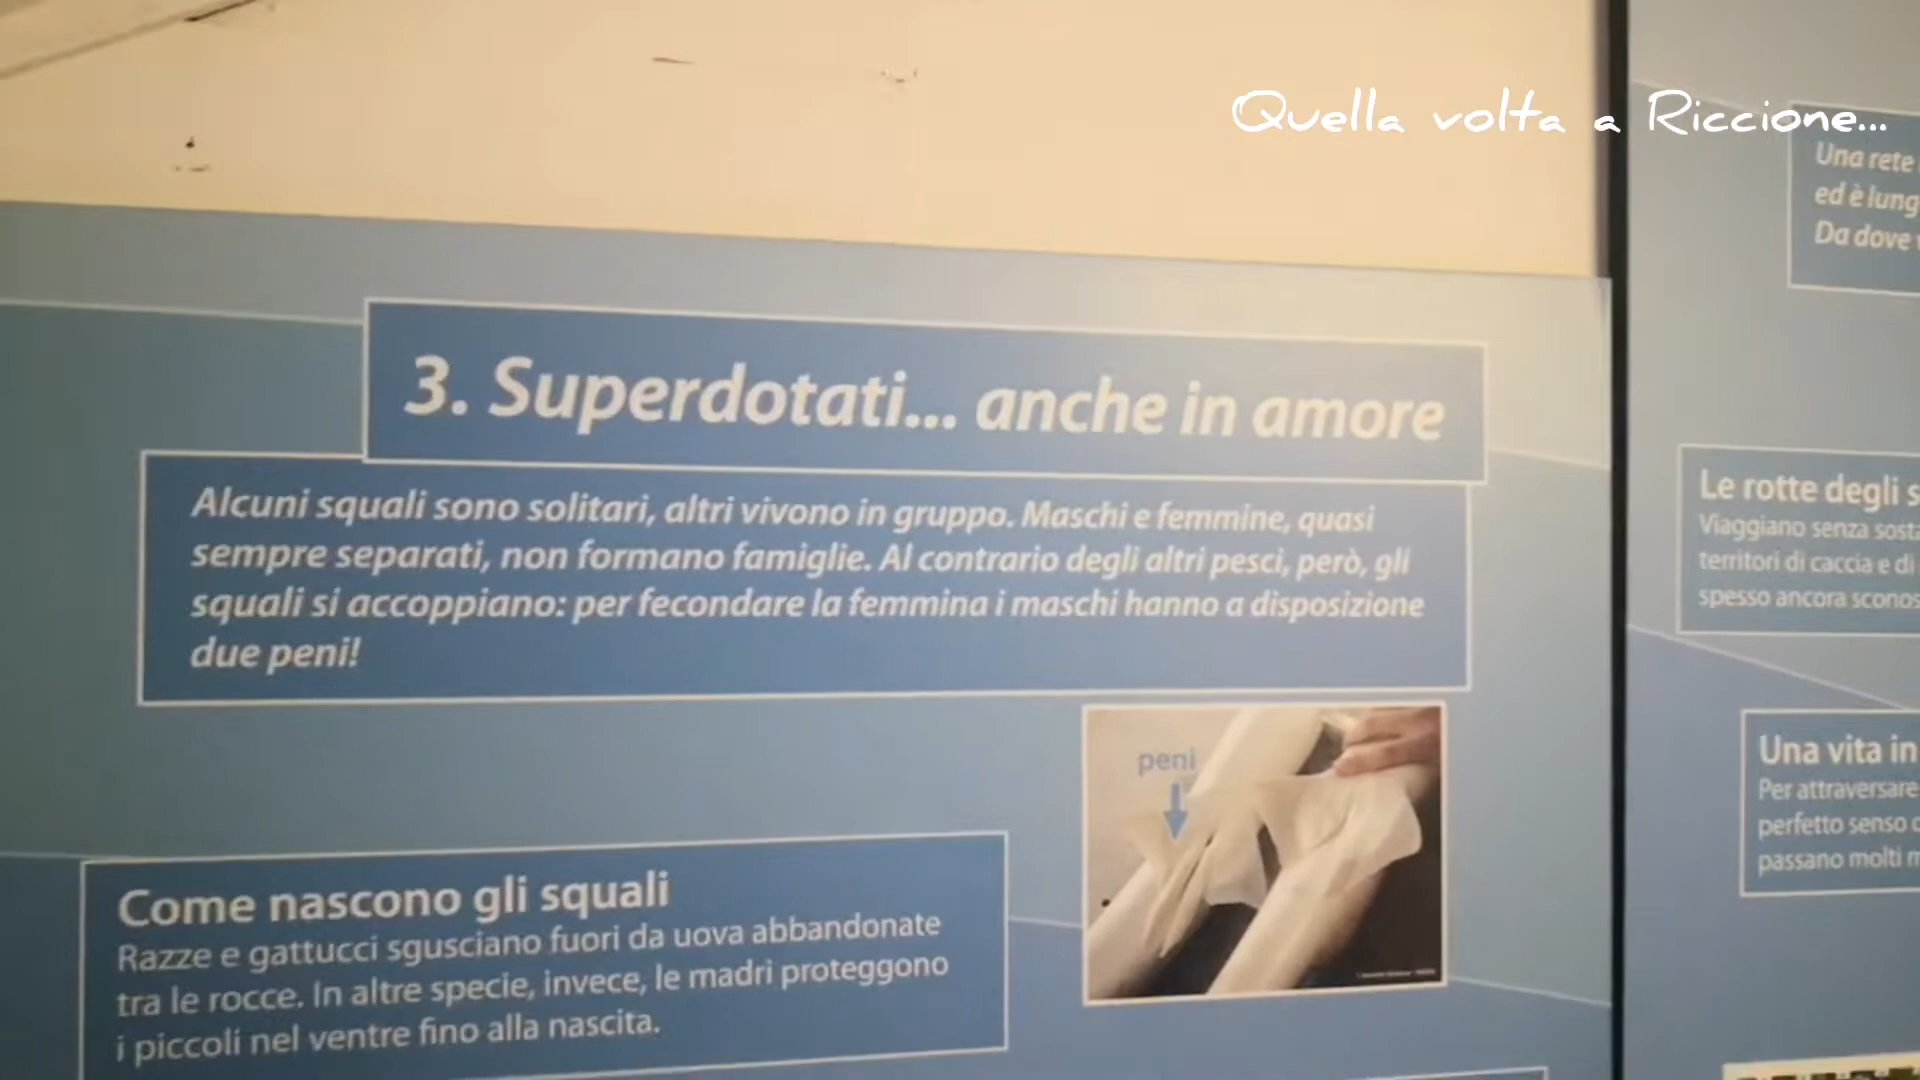 Quella volta a Riccione...
3. Superdotati... anche in amore
Alcuni squali sono solitari, altri vivono in gruppo. Maschi e femmine, quasi
sempre separati, non formano famiglie. Al contrario degli altri pesci, però, gli
squali si accoppiano: per fecondare la femmina i maschi hanno a disposizione
due peni!
peni
Come nascono gli squali
Razze e gattucci sgusciano fuori da uova abbandonate
tra le rocce. In altre specie, invece, le madri proteggono
i piccoli nel ventre fino alla nascita.
Una rete
ed è lung
Da dove
Le rotte degli s
Viaggiano senza sosta
territori di caccia e di
spesso ancora sconos
Una vita in
Per attraversare
perfetto senso
passano molti